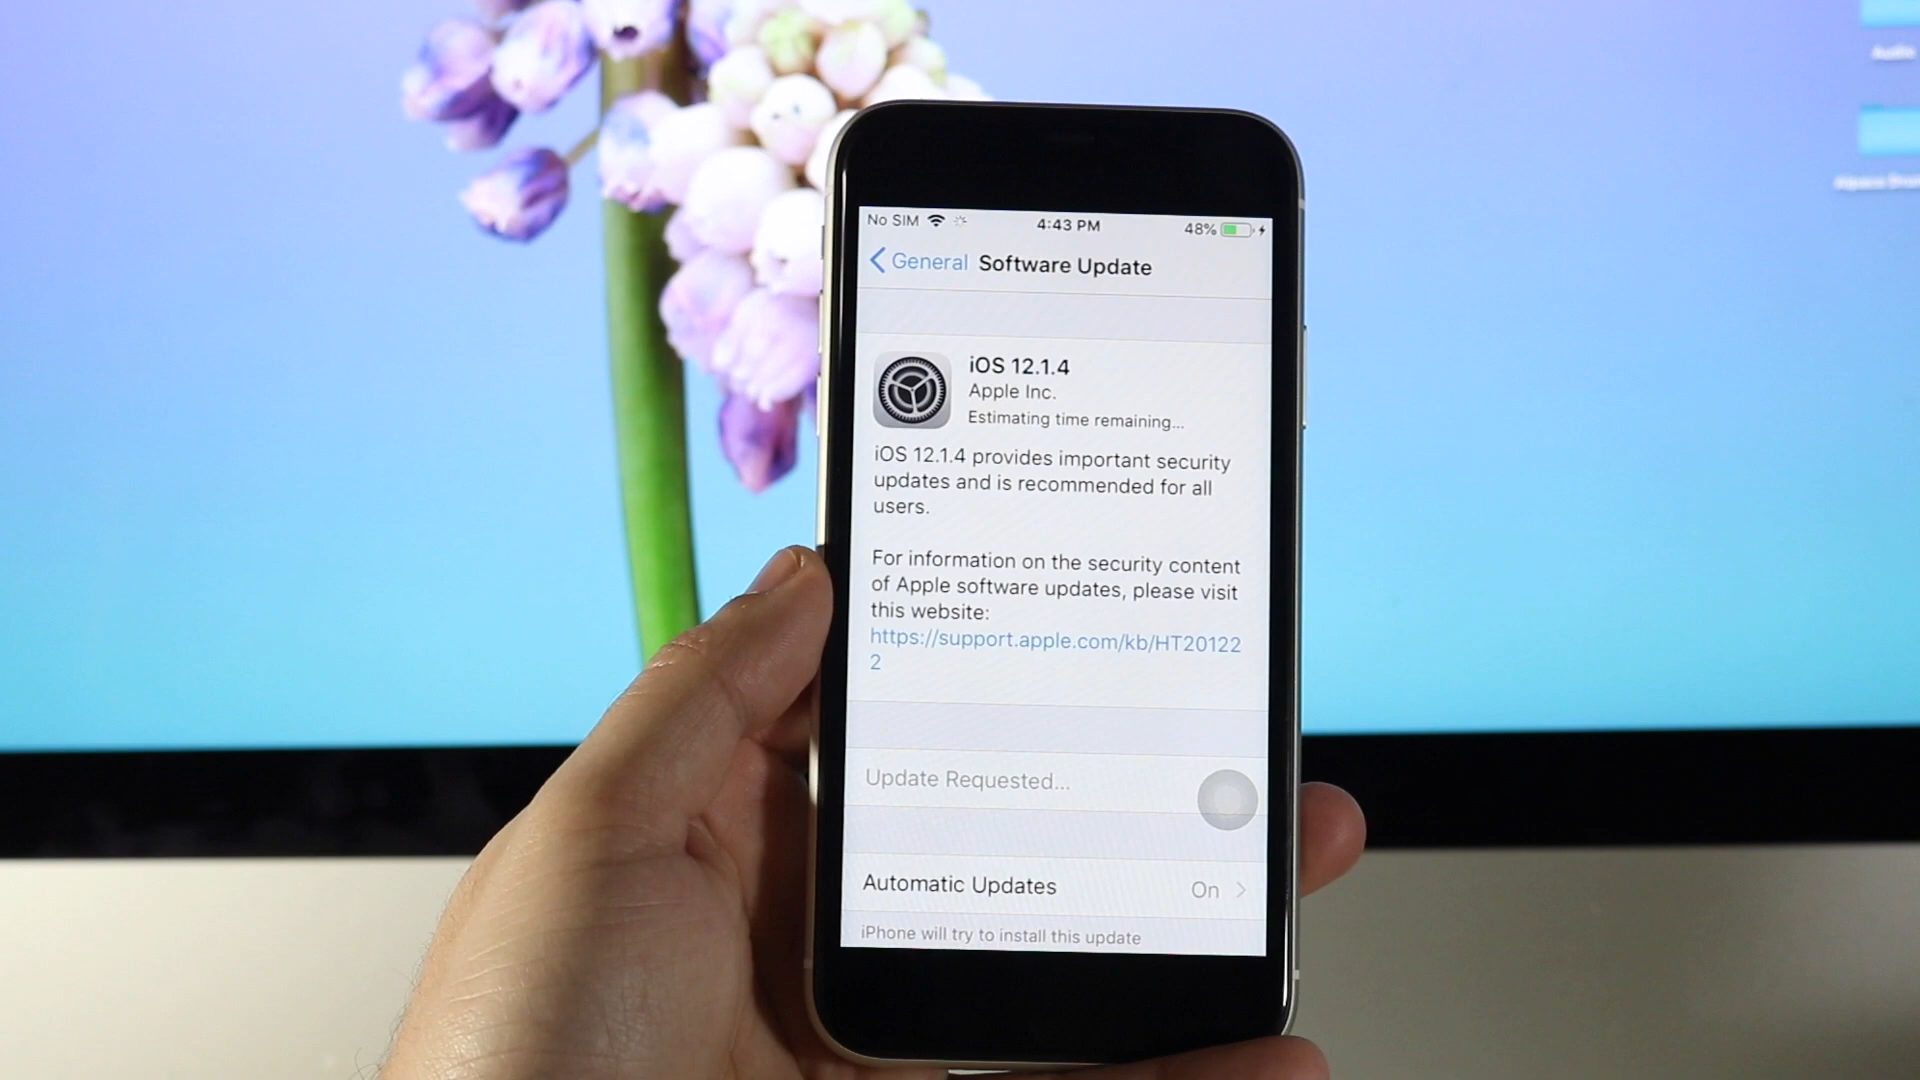 Audio
No SIM 4:43 PM 48%
General Software Update
iOS 12.1.4
Apple Inc.
Estimating time remaining...
iOS 12.1.4 provides important security
updates and is recommended for all
users.
For information on the security content
of Apple software updates, please visit
this website:
https://support.apple.com/kb/HT20122
2
Update Requested...
Automatic Updates On
iPhone will try to install this update